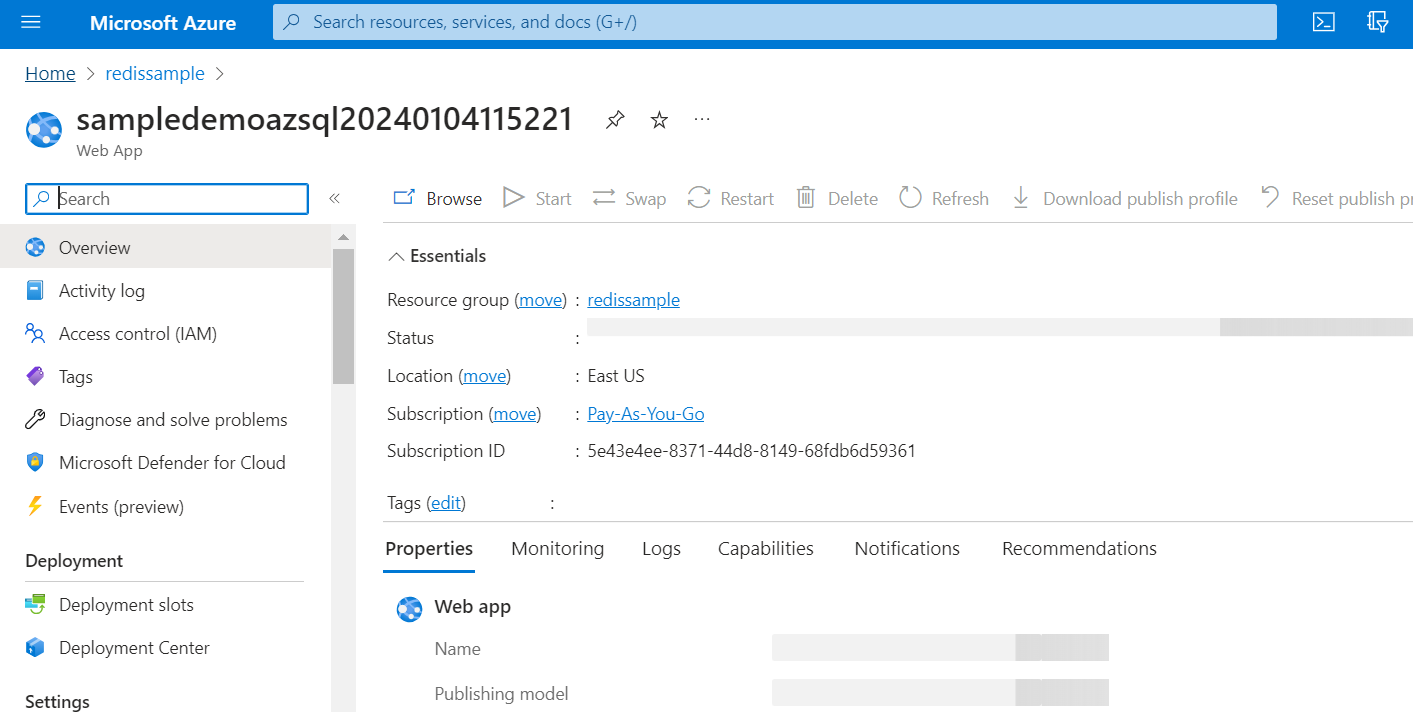 Microsoft Azure
Search resources, services, and docs (G+/)
Home > redissample >
sampledemoazsql20240104115221
Web App
Search
Browse Start Swap Restart Delete Refresh Download publish profile Reset publish pr
Overview
Activity log
Access control (IAM)
Tags
Diagnose and solve problems
Microsoft Defender for Cloud
Events (preview)
Deployment
Deployment slots
Deployment Center
Settings
Essentials
Resource group (move) : redissample
Status :
Location (move) : East US
Subscription (move) : Pay-As-You-Go
Subscription ID : 5e43e4ee-8371-44d8-8149-68fdb6d59361
Tags (edit) :
Properties Monitoring Logs Capabilities Notifications Recommendations
Web app
Name
Publishing model